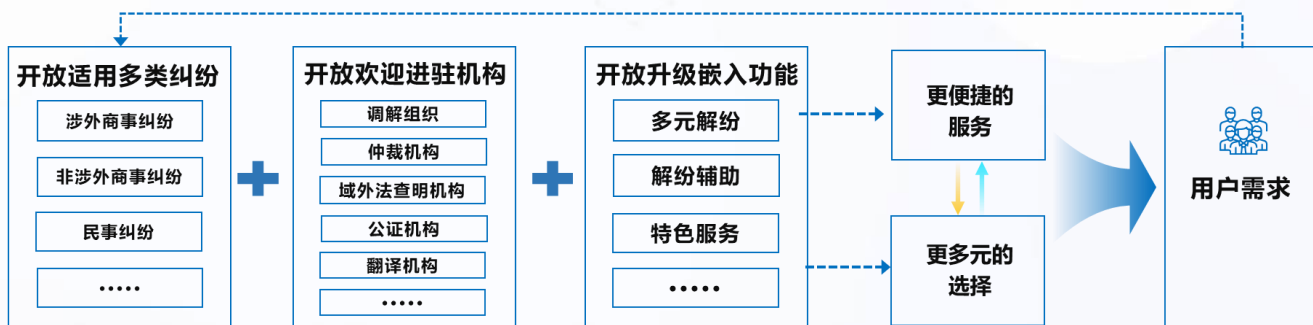 开放适用多类纠纷
涉外商事纠纷
非涉外商事纠纷
民事纠纷
·····
开放欢迎进驻机构
调解组织
仲裁机构
域外法查明机构
公证机构
翻译机构
·····
开放升级嵌入功能
多元解纷
解纷辅助
特色服务
·····
更便捷的
服务
更多元的
选择
用户需求